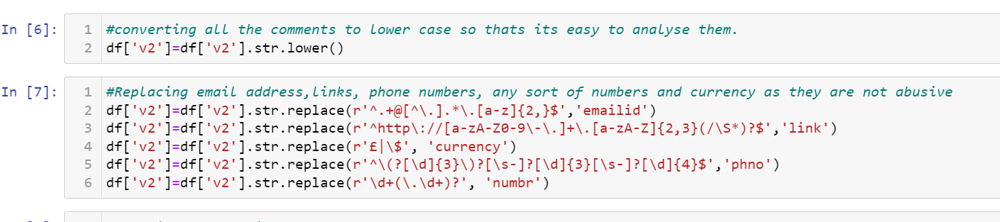 In [6]:
1 #converting all the comments to lower case so thats its easy to analyse them.
2 df['v2']=df['v2'].str.lower()
In [7]:
1 #Replacing email address,links, phone numbers, any sort of numbers and currency as they are not abusive
2 df['v2']=df['v2'].str.replace(r'^.+@[^\.].*\.[a-z]{2,}$','emailid')
3 df['v2']=df['v2'].str.replace(r'^http\://[a-zA-Z0-9\-\.]+\.[a-zA-Z]{2,3}(/\S*)?$','link')
4 df['v2']=df['v2'].str.replace(r'£|\$', 'currency')
5 df['v2']=df['v2'].str.replace(r'^\(?[\d]{3}\)?[\s-]?[\d]{3}[\s-]?[\d]{4}$','phno')
6 df['v2']=df['v2'].str.replace(r'\d+(\.\d+)?', 'numbr')